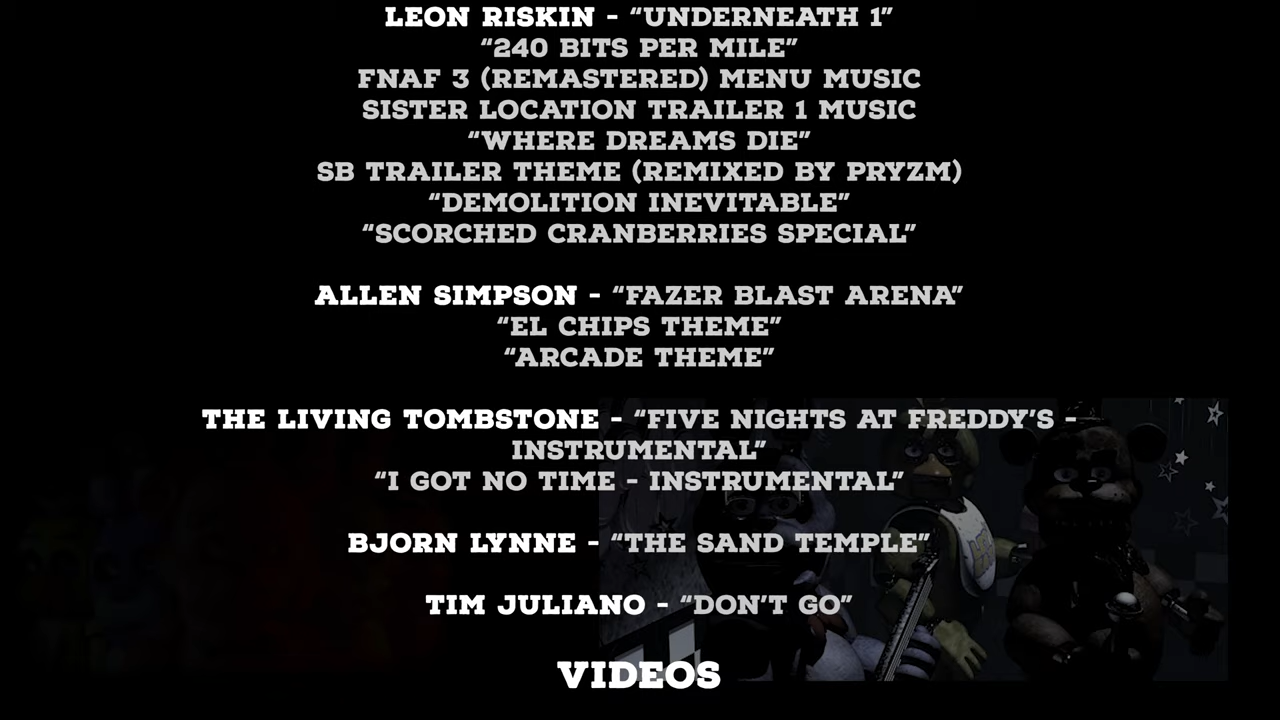 LEON RISKIN - “UNDERNEATH 1”
“240 BITS PER MILE”
FNAF 3 (REMASTERED) MENU MUSIC
SISTER LOCATION TRAILER 1 MUSIC
“WHERE DREAMS DIE”
SB TRAILER THEME (REMIXED BY PRYZM)
“DEMOLITION INEVITABLE”
“SCORCHED CRANBERRIES SPECIAL”
ALLEN SIMPSON - “FAZER BLAST ARENA”
“EL CHIPS THEME”
“ARCADE THEME”
THE LIVING TOMBSTONE - “FIVE NIGHTS AT FREDDY’S -
INSTRUMENTAL”
“I GOT NO TIME - INSTRUMENTAL”
BJORN LYNNE - “THE SAND TEMPLE”
TIM JULIANO - “DON’T GO”
VIDEOS